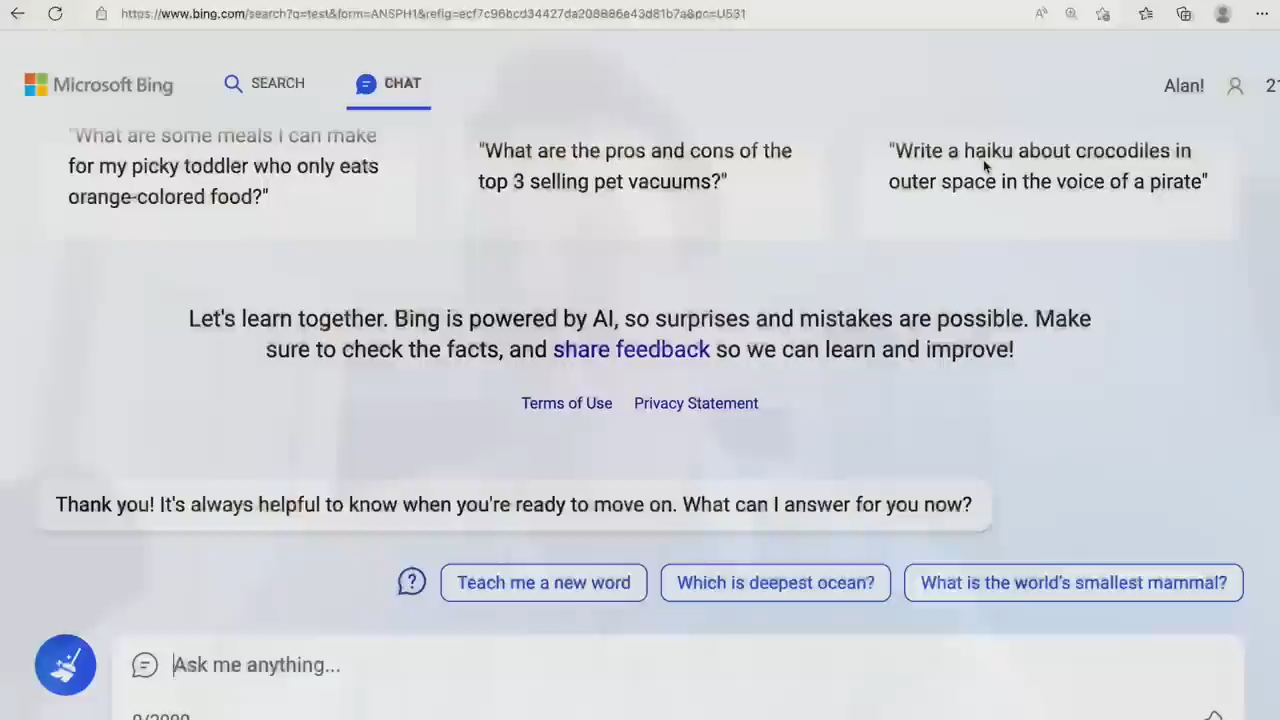 https://www.bing.com/search?q=test&form=ANSPH1&refig=ecf7c96bcd34427da208886e43d81b7a&pc=U531
Microsoft Bing
SEARCH
CHAT
Alan!
21
"What are some meals I can make
for my picky toddler who only eats
orange-colored food?"
"What are the pros and cons of the
top 3 selling pet vacuums?"
"Write a haiku about crocodiles in
outer space in the voice of a pirate"
Let's learn together. Bing is powered by AI, so surprises and mistakes are possible. Make
sure to check the facts, and share feedback so we can learn and improve!
Terms of Use Privacy Statement
Thank you! It's always helpful to know when you're ready to move on. What can I answer for you now?
Teach me a new word
Which is deepest ocean?
What is the world's smallest mammal?
Ask me anything...
0/2000